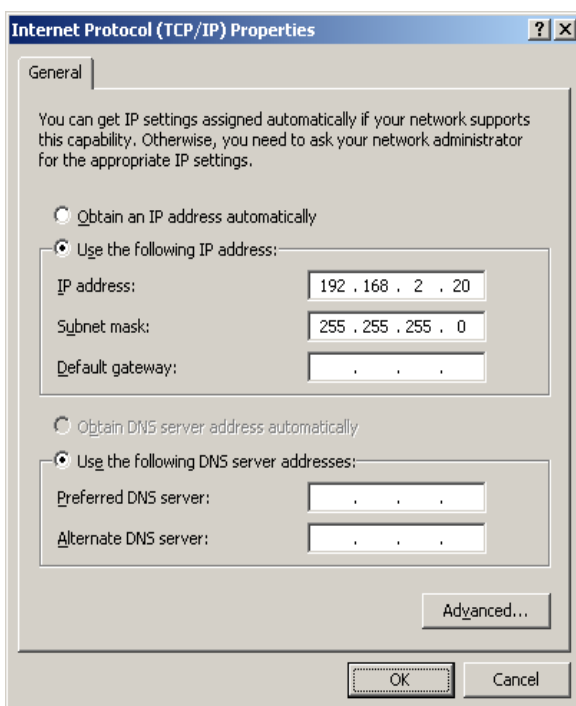 Internet Protocol (TCP/IP) Properties
General
You can get IP settings assigned automatically if your network supports
this capability. Otherwise, you need to ask your network administrator
for the appropriate IP settings.
Obtain an IP address automatically
Use the following IP address:
IP address: 192 . 168 . 2 . 20
Subnet mask: 255 . 255 . 255 . 0
Default gateway: . . .
Obtain DNS server address automatically
Use the following DNS server addresses:
Preferred DNS server: . . .
Alternate DNS server: . . .
Advanced...
OK Cancel